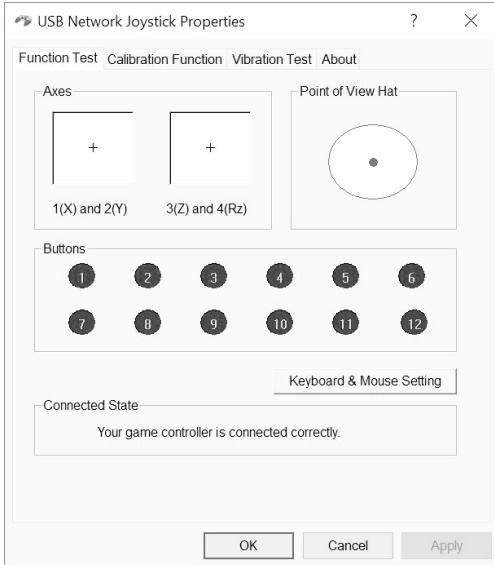 USB Network Joystick Properties ?
Function Test Calibration Function Vibration Test About
Axes Point of View Hat
1(X) and 2(Y) 3(Z) and 4(Rz)
Buttons
1 2 3 4 5 6
7 8 9 10 11 12
Keyboard & Mouse Setting
Connected State
Your game controller is connected correctly.
OK Cancel Apply